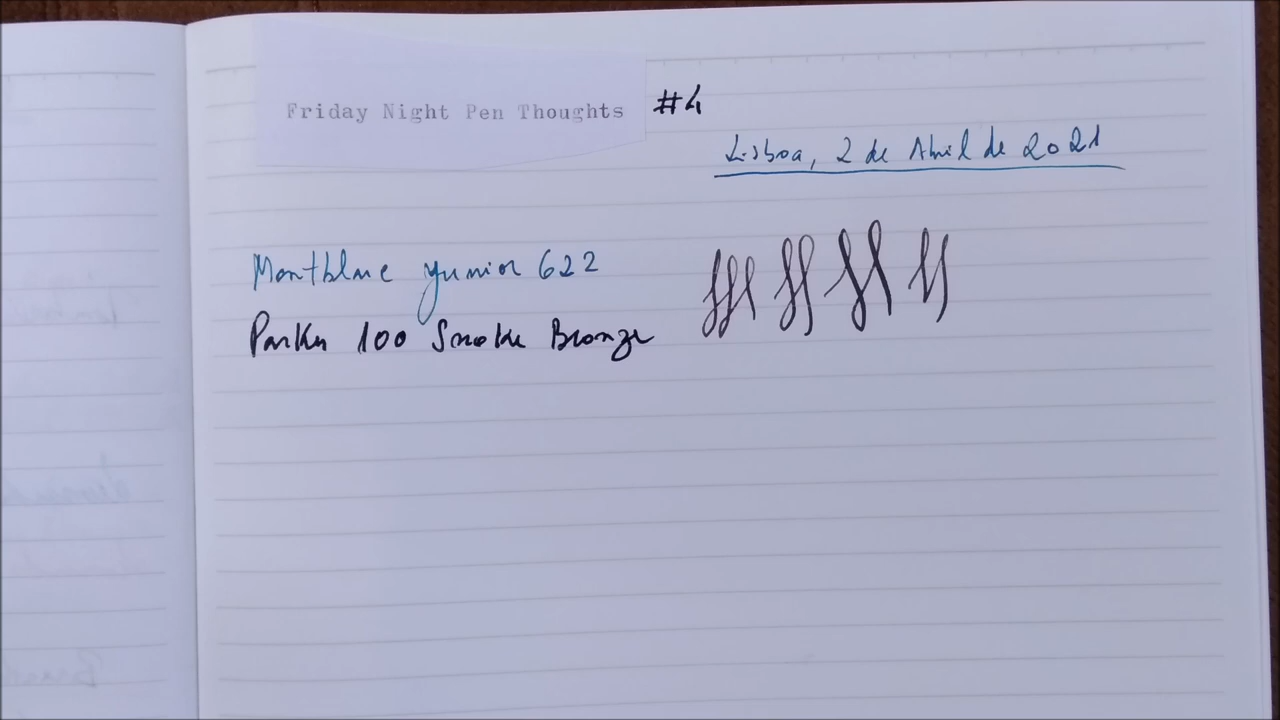 Friday Night Pen Thoughts #4
Lisboa, 2 de Abril de 2021
Montblanc Junior 622
Parker 100 Smoke Bronze